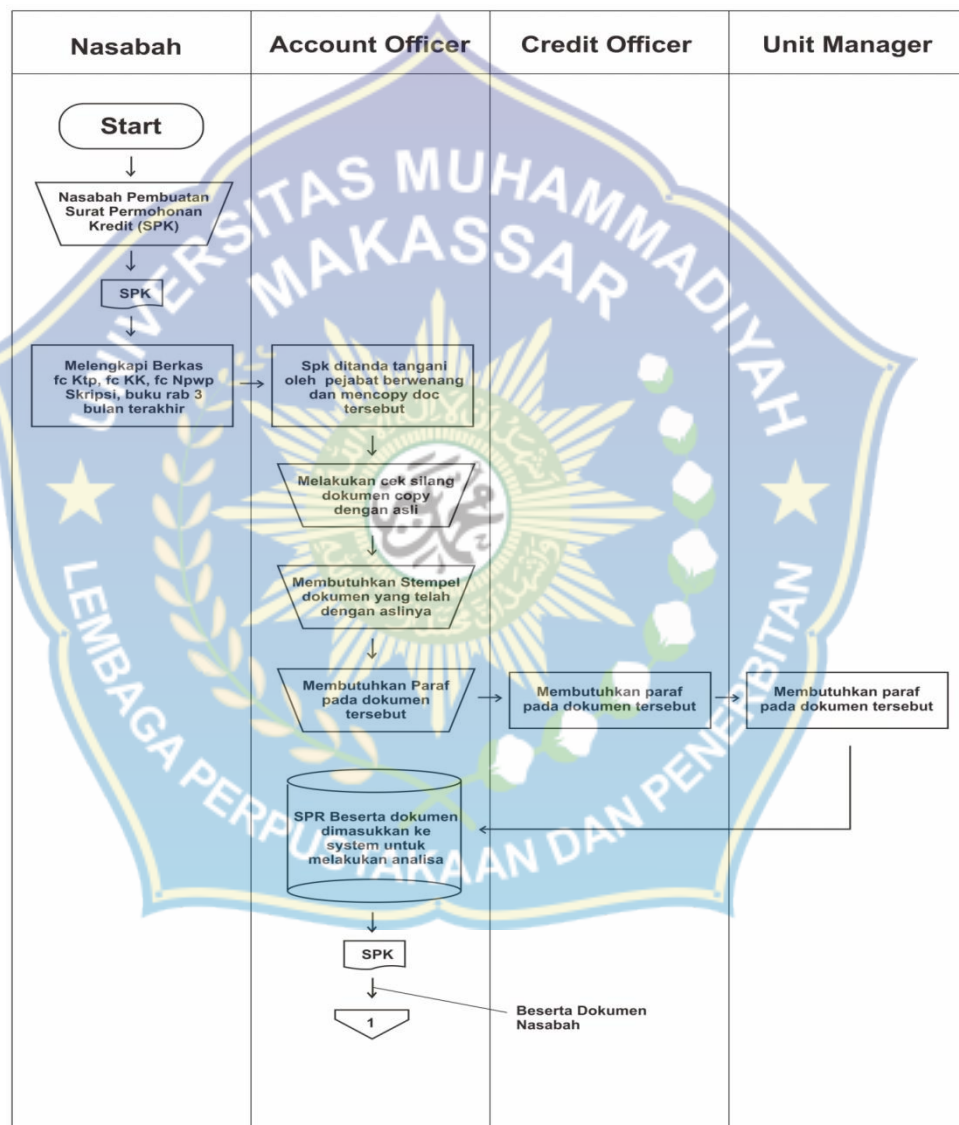 Nasabah
Account Officer
Credit Officer
Unit Manager
Start
Nasabah Pembuatan
Surat Permohonan
Kredit (SPK)
SPK
Melengkapi Berkas
fc Ktp, fc KK, fc Npwp
Skripsi, buku rab 3
bulan terakhir
Spk ditanda tangani
oleh pejabat berwenang
dan mencopy doc
tersebut
Melakukan cek silang
dokumen copy
dengan asli
Membutuhkan Stempel
dokumen yang telah
dengan aslinya
Membutuhkan Paraf
pada dokumen
tersebut
Membutuhkan paraf
pada dokumen tersebut
Membutuhkan paraf
pada dokumen tersebut
SPR Beserta dokumen
dimasukkan ke
system untuk
melakukan analisa
SPK
Beserta Dokumen
Nasabah
1
UNIVERSITAS MUHAMMADIYAH
MAKASSAR
LEMBAGA PERPUSTAKAAN DAN PENERBITAN